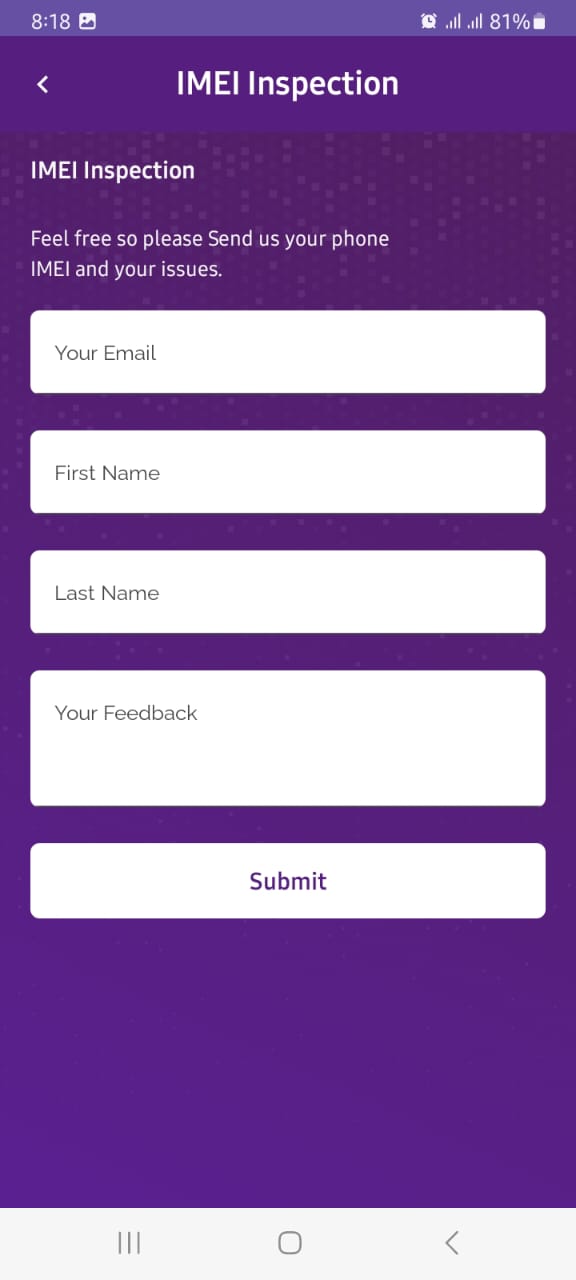 8:18 81%
IMEI Inspection
IMEI Inspection
Feel free so please Send us your phone
IMEI and your issues.
Your Email
First Name
Last Name
Your Feedback
Submit